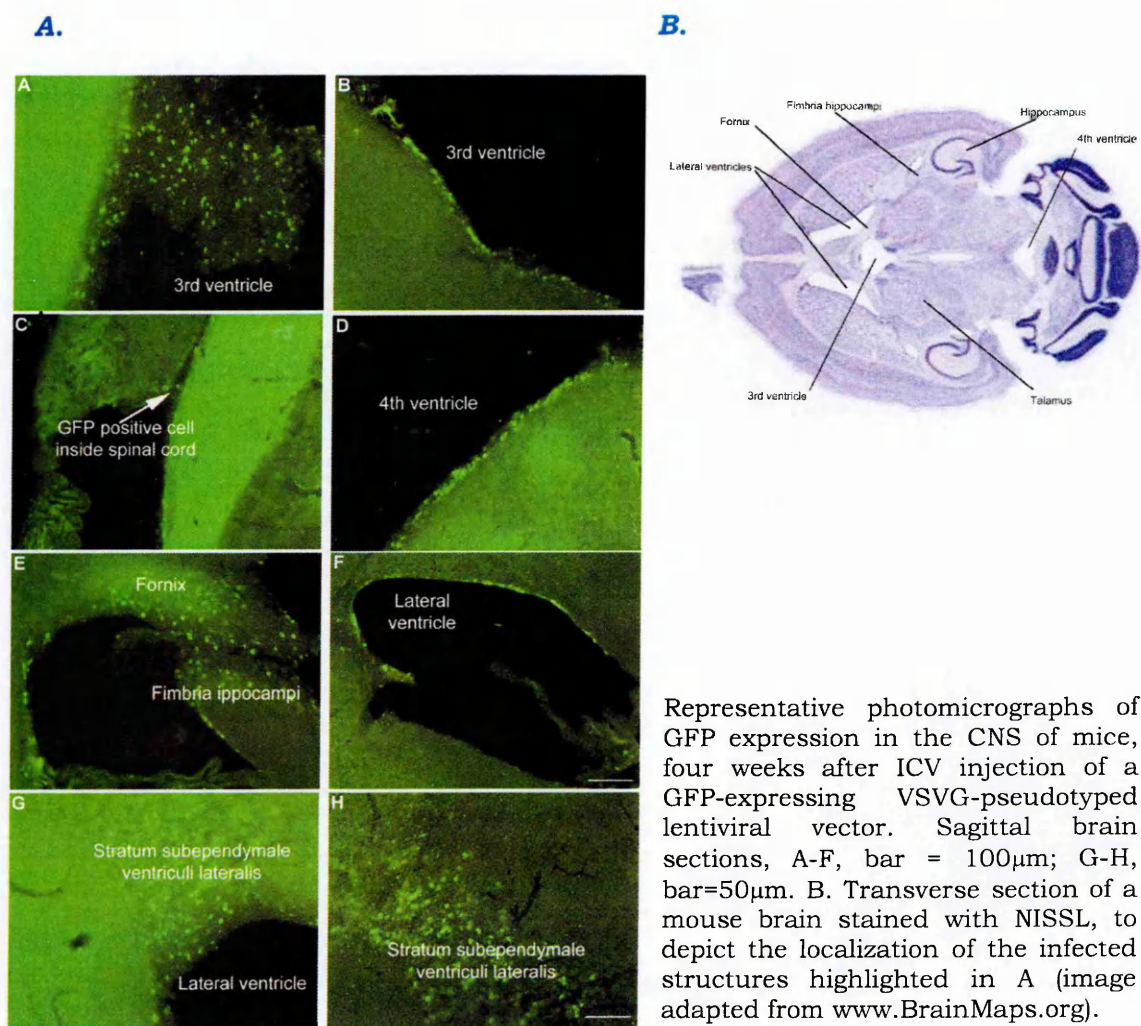 A.
A
3rd ventricle
B
3rd ventricle
C
GFP positive cell
inside spinal cord
D
4th ventricle
E
Fornix
Fimbria ippocampi
F
Lateral
ventricle
G
Stratum subependymale
ventriculi lateralis
Lateral ventricle
H
Stratum subependymale
ventriculi lateralis
B.
Fimbria hippocampi
Hippocampus
Fornix
4th ventricle
Lateral ventricles
3rd ventricle
Talamus
Representative photomicrographs of
GFP expression in the CNS of mice,
four weeks after ICV injection of a
GFP-expressing VSVG-pseudotyped
lentiviral vector. Sagittal brain
sections, A-F, bar = 100µm; G-H,
bar=50µm. B. Transverse section of a
mouse brain stained with NISSL, to
depict the localization of the infected
structures highlighted in A (image
adapted from www.BrainMaps.org).